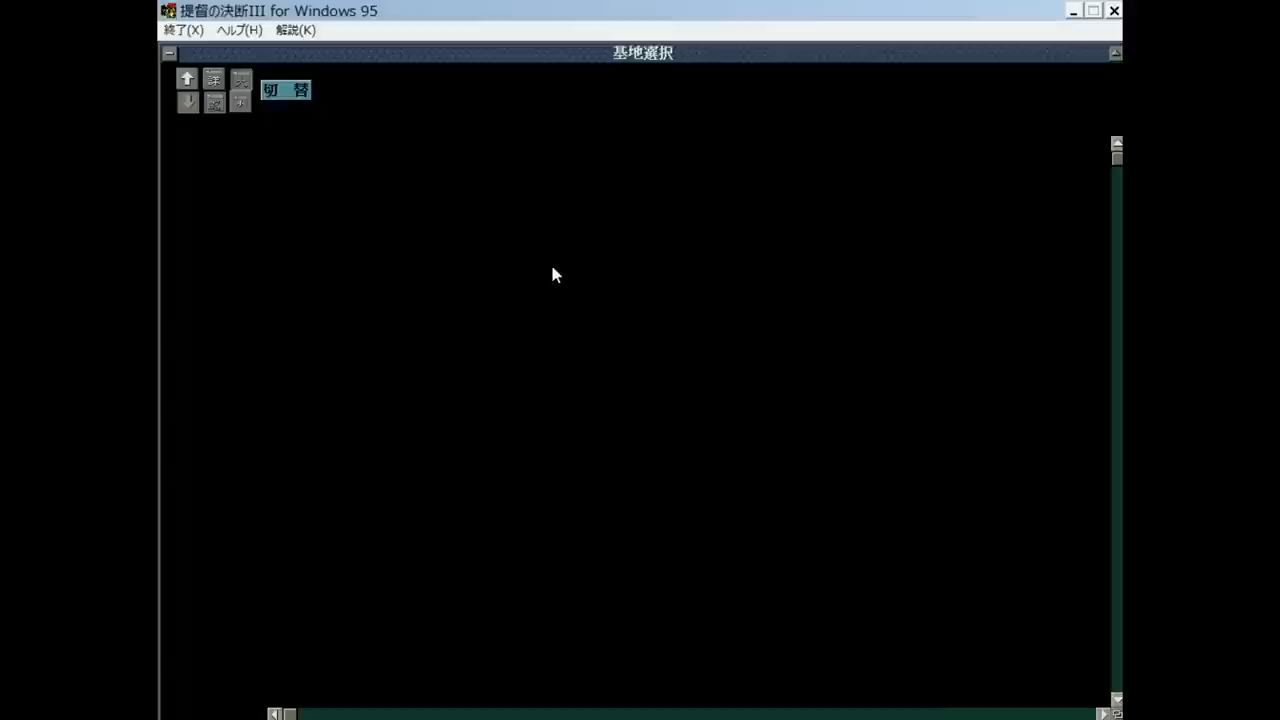 提督の決断III for Windows 95
終了(X) ヘルプ(H) 解説(K)
基地選択
詳
切 替